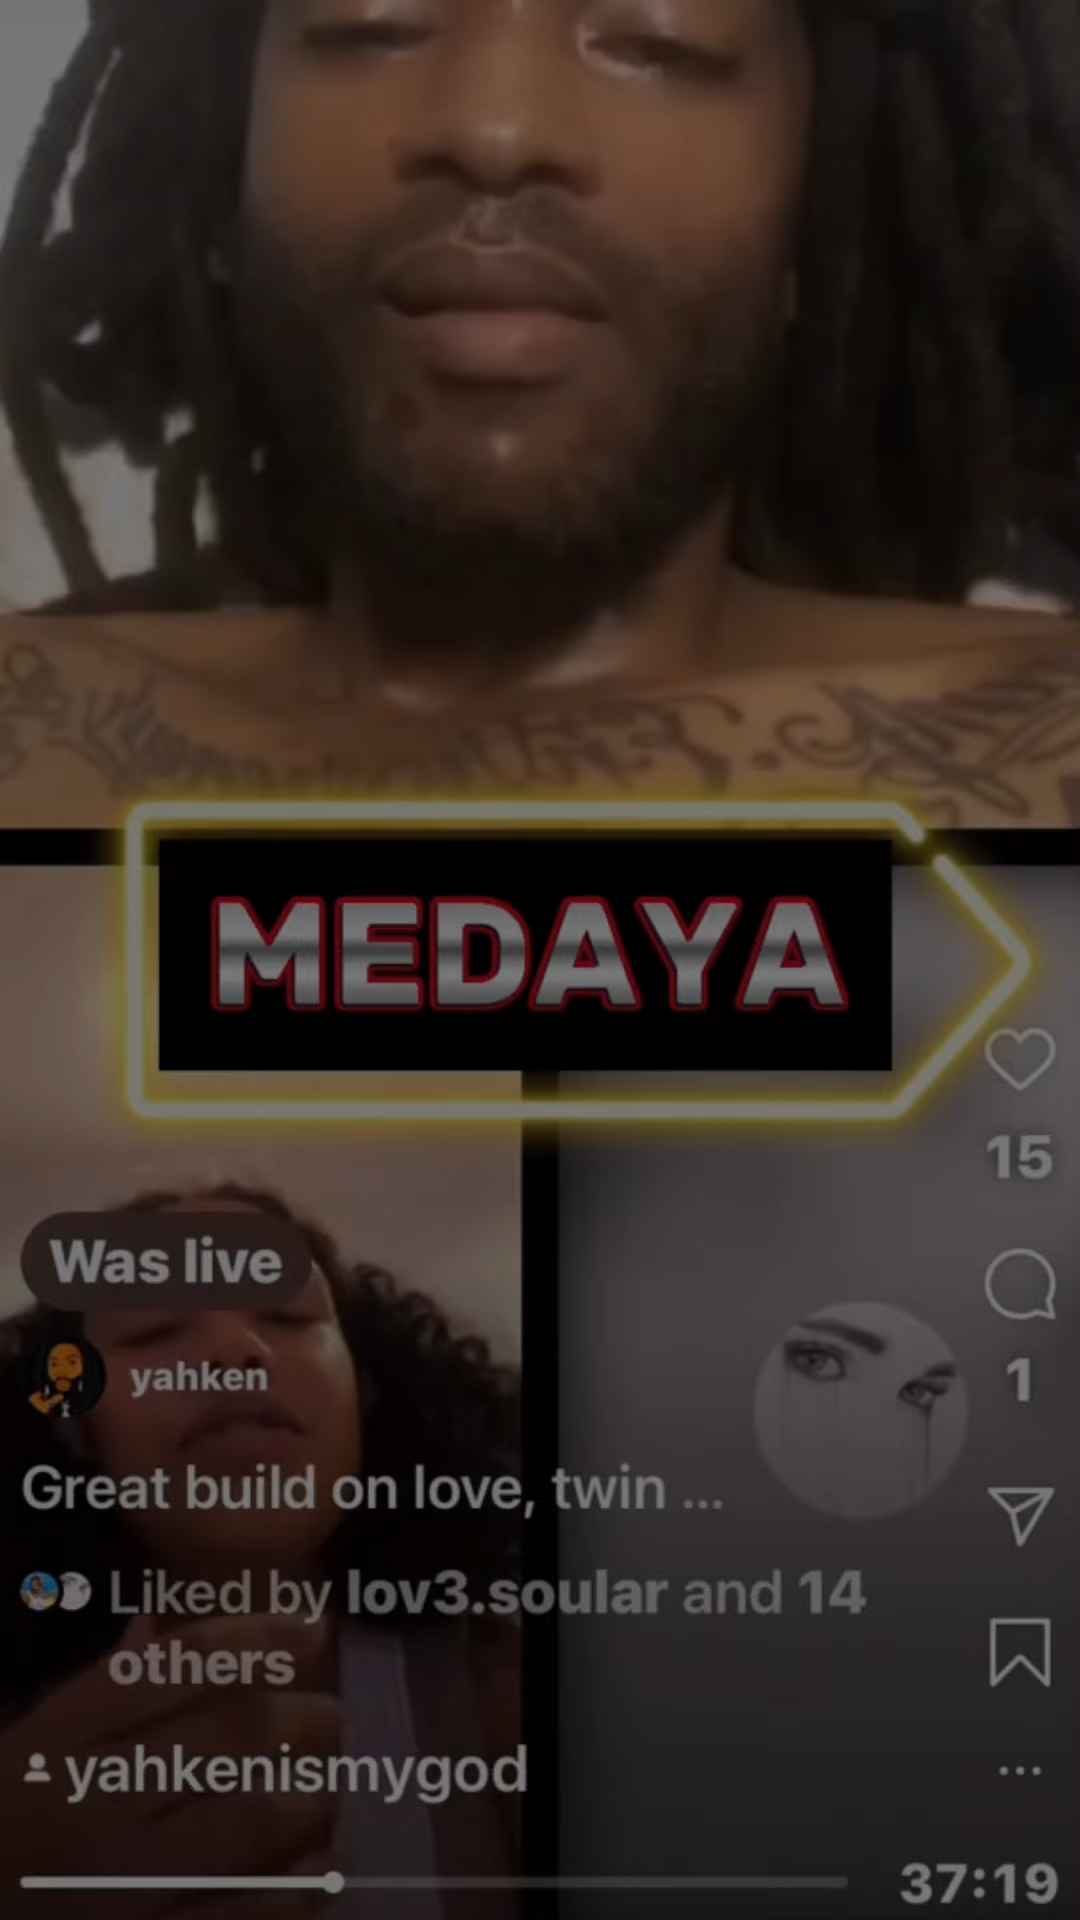 MEDAYA
15
Was live
1
yahken
Great build on love, twin ...
Liked by lov3.soular and 14
others
yahkenismygod
37:19